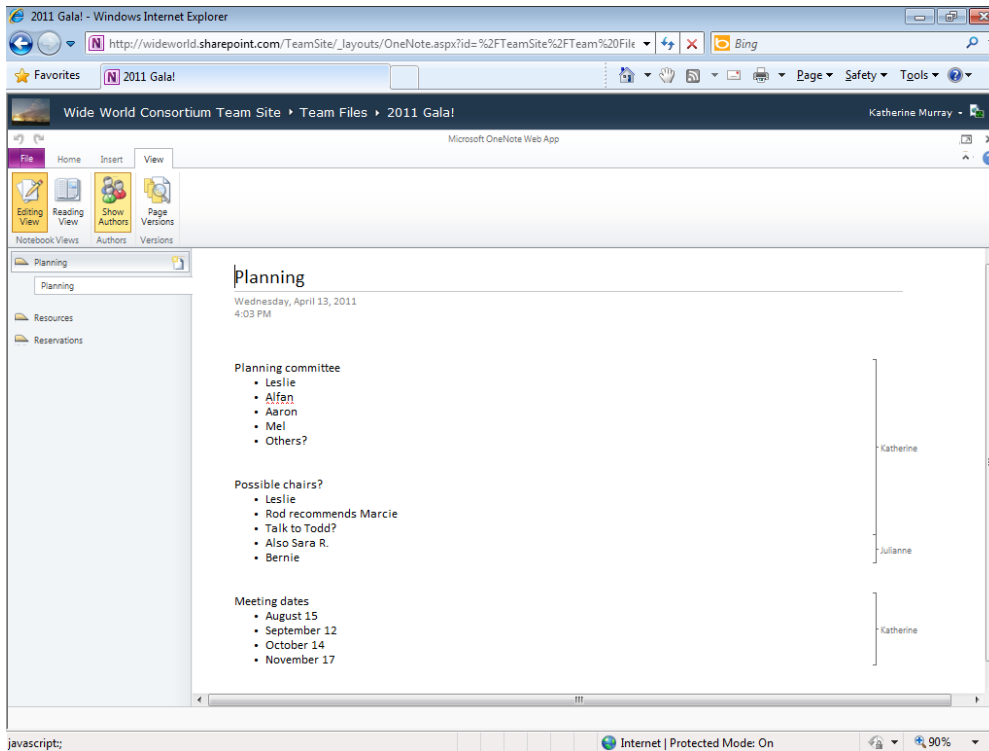 2011 Gala! - Windows Internet Explorer
http://wideworld.sharepoint.com/TeamSite/_layouts/OneNote.aspx?id=%2FTeamSite%2FTeam%20File
Bing
Favorites
2011 Gala!
Page
Safety
Tools
Wide World Consortium Team Site ▸ Team Files ▸ 2011 Gala!
Katherine Murray
Microsoft OneNote Web App
File Home Insert View
Editing View
Reading View
Show Authors
Page Versions
Notebook Views
Authors
Versions
Planning
Planning
Resources
Reservations
Planning
Wednesday, April 13, 2011
4:03 PM
Planning committee
• Leslie
• Alfan
• Aaron
• Mel
• Others?
Katherine
Possible chairs?
• Leslie
• Rod recommends Marcie
• Talk to Todd?
• Also Sara R.
• Bernie
Julianne
Meeting dates
• August 15
• September 12
• October 14
• November 17
Katherine
javascript:;
Internet | Protected Mode: On
90%